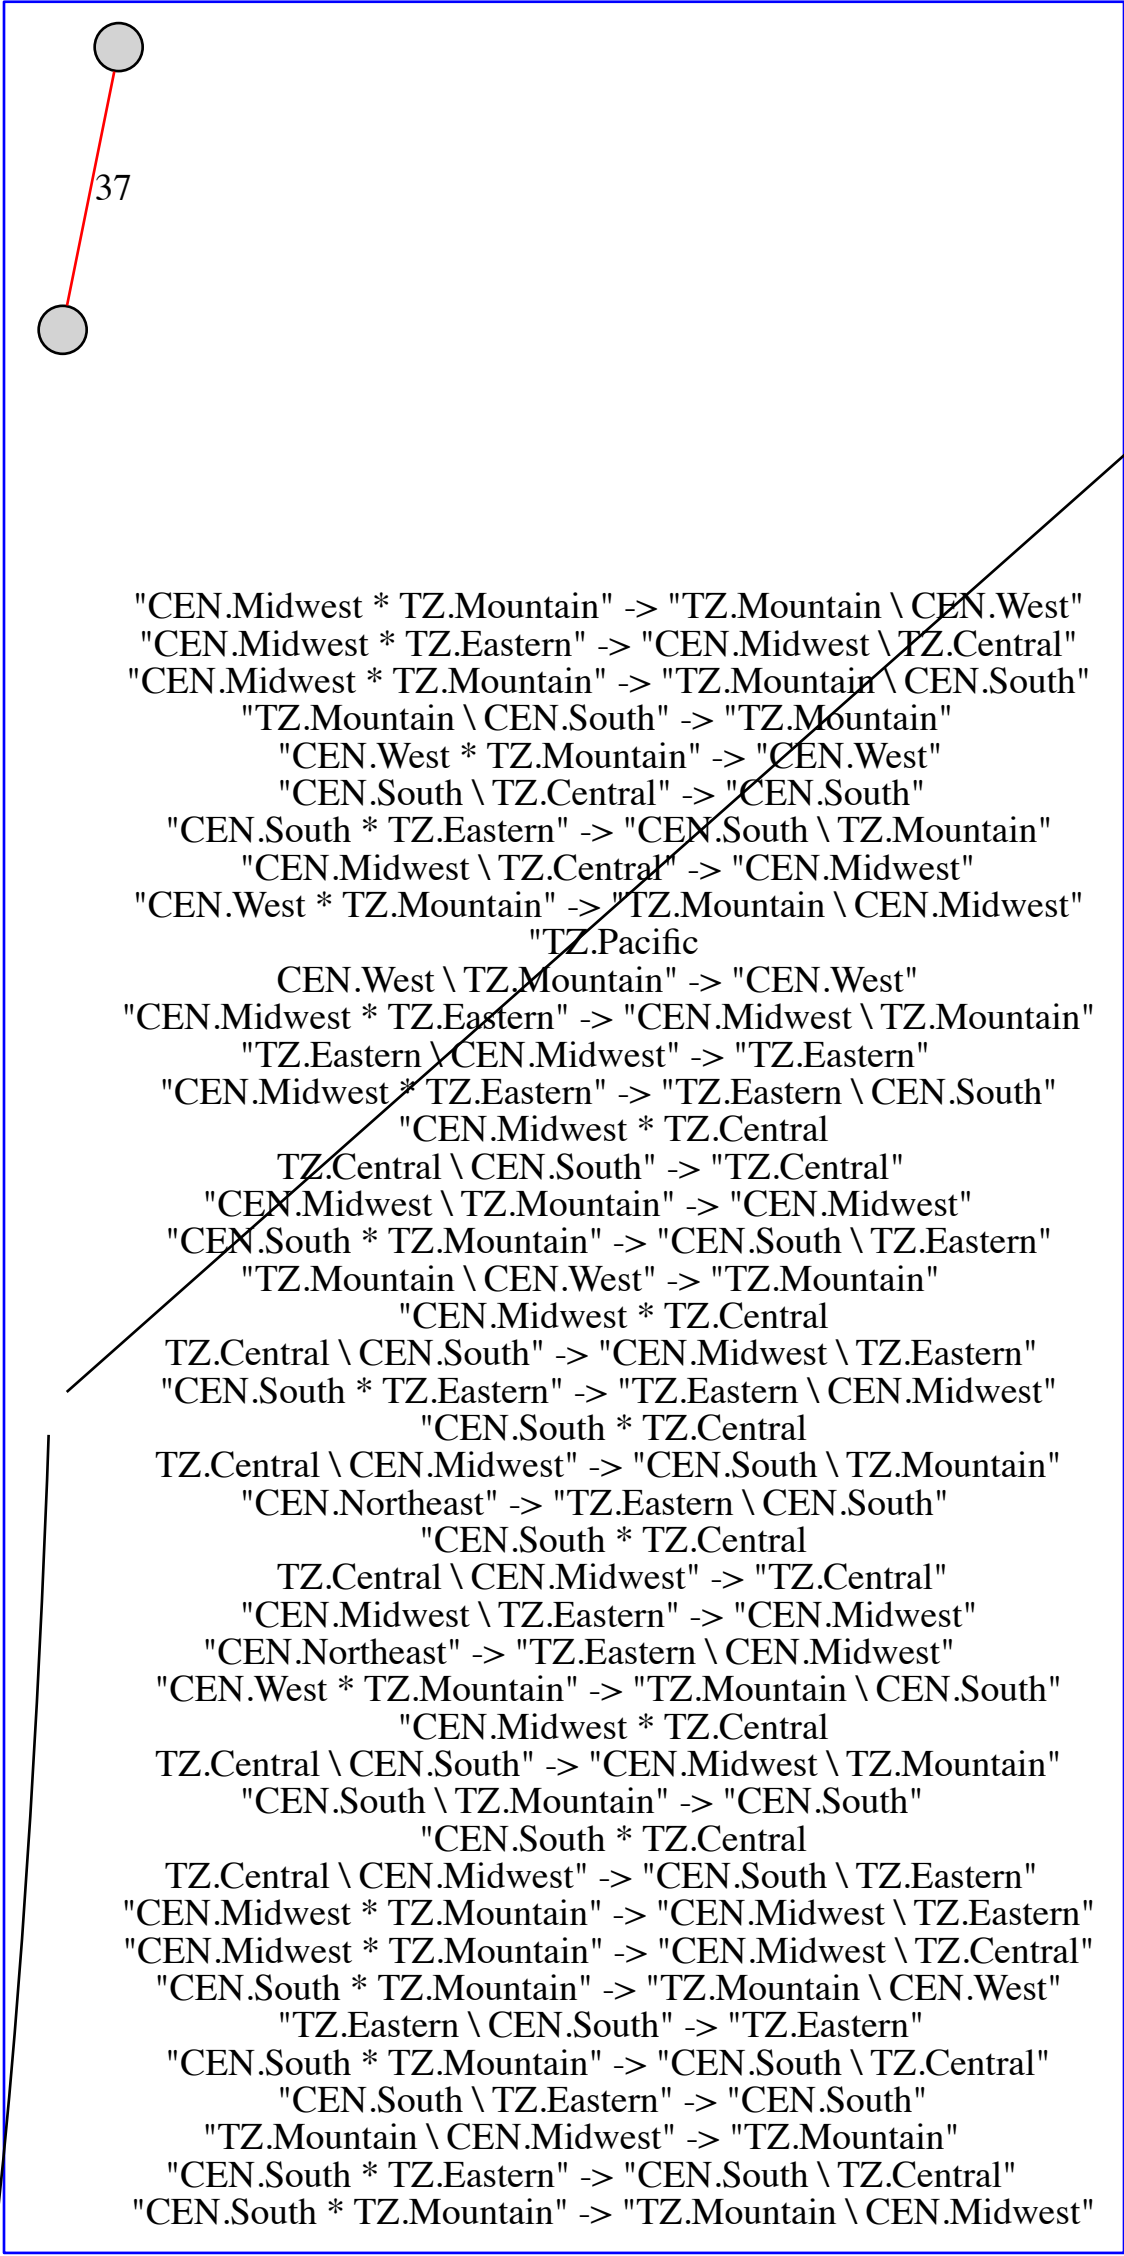 37
"CEN.Midwest * TZ.Mountain" -> "TZ.Mountain \ CEN.West"
"CEN.Midwest * TZ.Eastern" -> "CEN.Midwest \ TZ.Central"
"CEN.Midwest * TZ.Mountain" -> "TZ.Mountain \ CEN.South"
"TZ.Mountain \ CEN.South" -> "TZ.Mountain"
"CEN.West * TZ.Mountain" -> "CEN.West"
"CEN.South \ TZ.Central" -> "CEN.South"
"CEN.South * TZ.Eastern" -> "CEN.South \ TZ.Mountain"
"CEN.Midwest \ TZ.Central" -> "CEN.Midwest"
"CEN.West * TZ.Mountain" -> "TZ.Mountain \ CEN.Midwest"
"TZ.Pacific
CEN.West \ TZ.Mountain" -> "CEN.West"
"CEN.Midwest * TZ.Eastern" -> "CEN.Midwest \ TZ.Mountain"
"TZ.Eastern \ CEN.Midwest" -> "TZ.Eastern"
"CEN.Midwest * TZ.Eastern" -> "TZ.Eastern \ CEN.South"
"CEN.Midwest * TZ.Central
TZ.Central \ CEN.South" -> "TZ.Central"
"CEN.Midwest \ TZ.Mountain" -> "CEN.Midwest"
"CEN.South * TZ.Mountain" -> "CEN.South \ TZ.Eastern"
"TZ.Mountain \ CEN.West" -> "TZ.Mountain"
"CEN.Midwest * TZ.Central
TZ.Central \ CEN.South" -> "CEN.Midwest \ TZ.Eastern"
"CEN.South * TZ.Eastern" -> "TZ.Eastern \ CEN.Midwest"
"CEN.South * TZ.Central
TZ.Central \ CEN.Midwest" -> "CEN.South \ TZ.Mountain"
"CEN.Northeast" -> "TZ.Eastern \ CEN.South"
"CEN.South * TZ.Central
TZ.Central \ CEN.Midwest" -> "TZ.Central"
"CEN.Midwest \ TZ.Eastern" -> "CEN.Midwest"
"CEN.Northeast" -> "TZ.Eastern \ CEN.Midwest"
"CEN.West * TZ.Mountain" -> "TZ.Mountain \ CEN.South"
"CEN.Midwest * TZ.Central
TZ.Central \ CEN.South" -> "CEN.Midwest \ TZ.Mountain"
"CEN.South \ TZ.Mountain" -> "CEN.South"
"CEN.South * TZ.Central
TZ.Central \ CEN.Midwest" -> "CEN.South \ TZ.Eastern"
"CEN.Midwest * TZ.Mountain" -> "CEN.Midwest \ TZ.Eastern"
"CEN.Midwest * TZ.Mountain" -> "CEN.Midwest \ TZ.Central"
"CEN.South * TZ.Mountain" -> "TZ.Mountain \ CEN.West"
"TZ.Eastern \ CEN.South" -> "TZ.Eastern"
"CEN.South * TZ.Mountain" -> "CEN.South \ TZ.Central"
"CEN.South \ TZ.Eastern" -> "CEN.South"
"TZ.Mountain \ CEN.Midwest" -> "TZ.Mountain"
"CEN.South * TZ.Eastern" -> "CEN.South \ TZ.Central"
"CEN.South * TZ.Mountain" -> "TZ.Mountain \ CEN.Midwest"